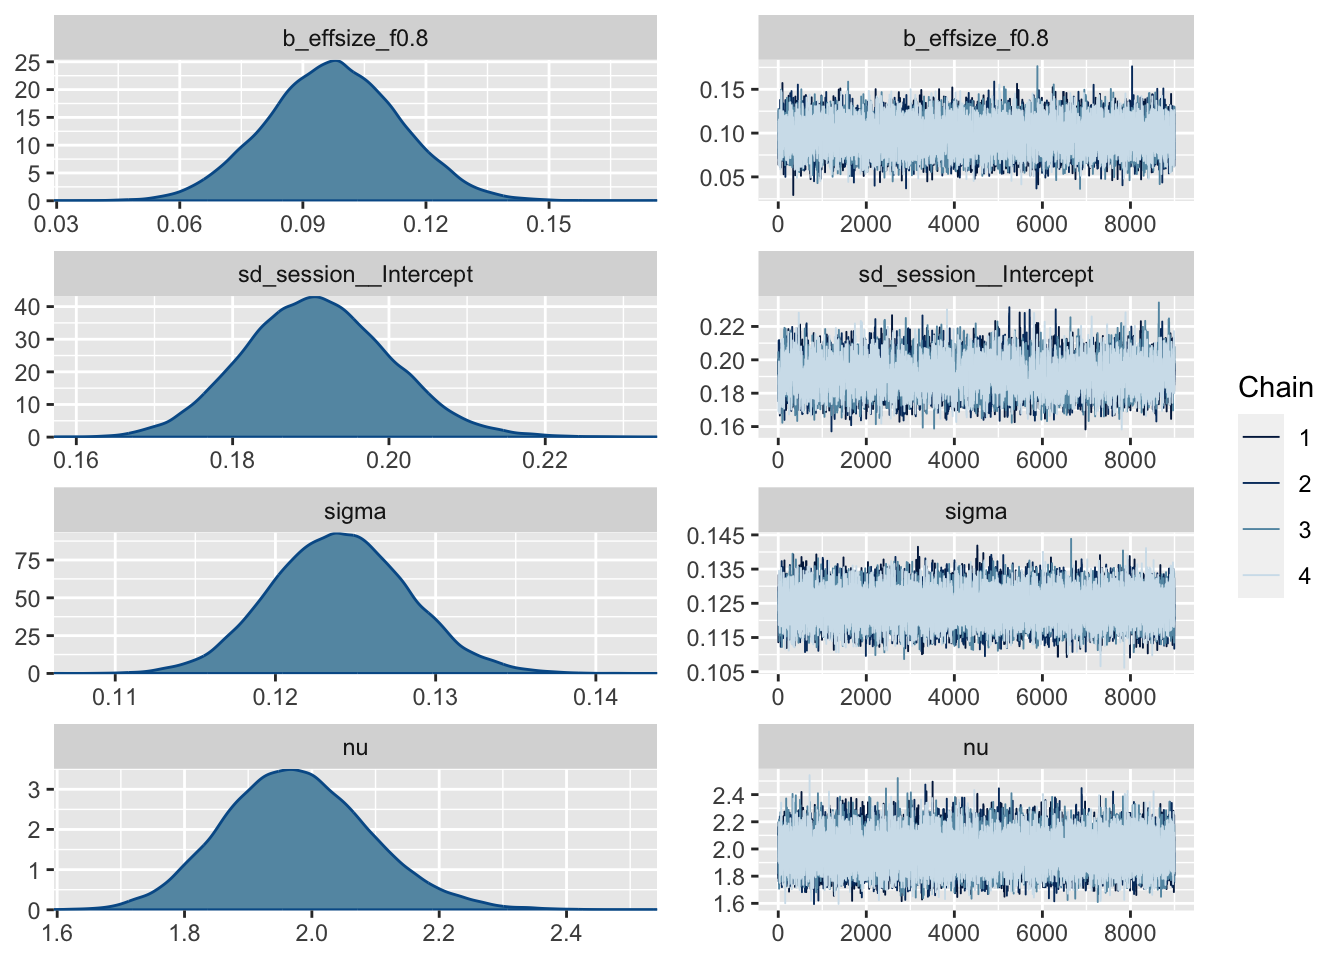 b_effsize_f0.8
25
20
15
10
5
0
0.03 0.06 0.09 0.12 0.15
b_effsize_f0.8
0.15
0.10
0.05
0 2000 4000 6000 8000
sd_session__Intercept
40
30
20
10
0
0.16 0.18 0.20 0.22
sd_session__Intercept
0.22
0.20
0.18
0.16
0 2000 4000 6000 8000
sigma
75
50
25
0
0.11 0.12 0.13 0.14
sigma
0.145
0.135
0.125
0.115
0.105
0 2000 4000 6000 8000
nu
3
2
1
0
1.6 1.8 2.0 2.2 2.4
nu
2.4
2.2
2.0
1.8
1.6
0 2000 4000 6000 8000
Chain
1
2
3
4